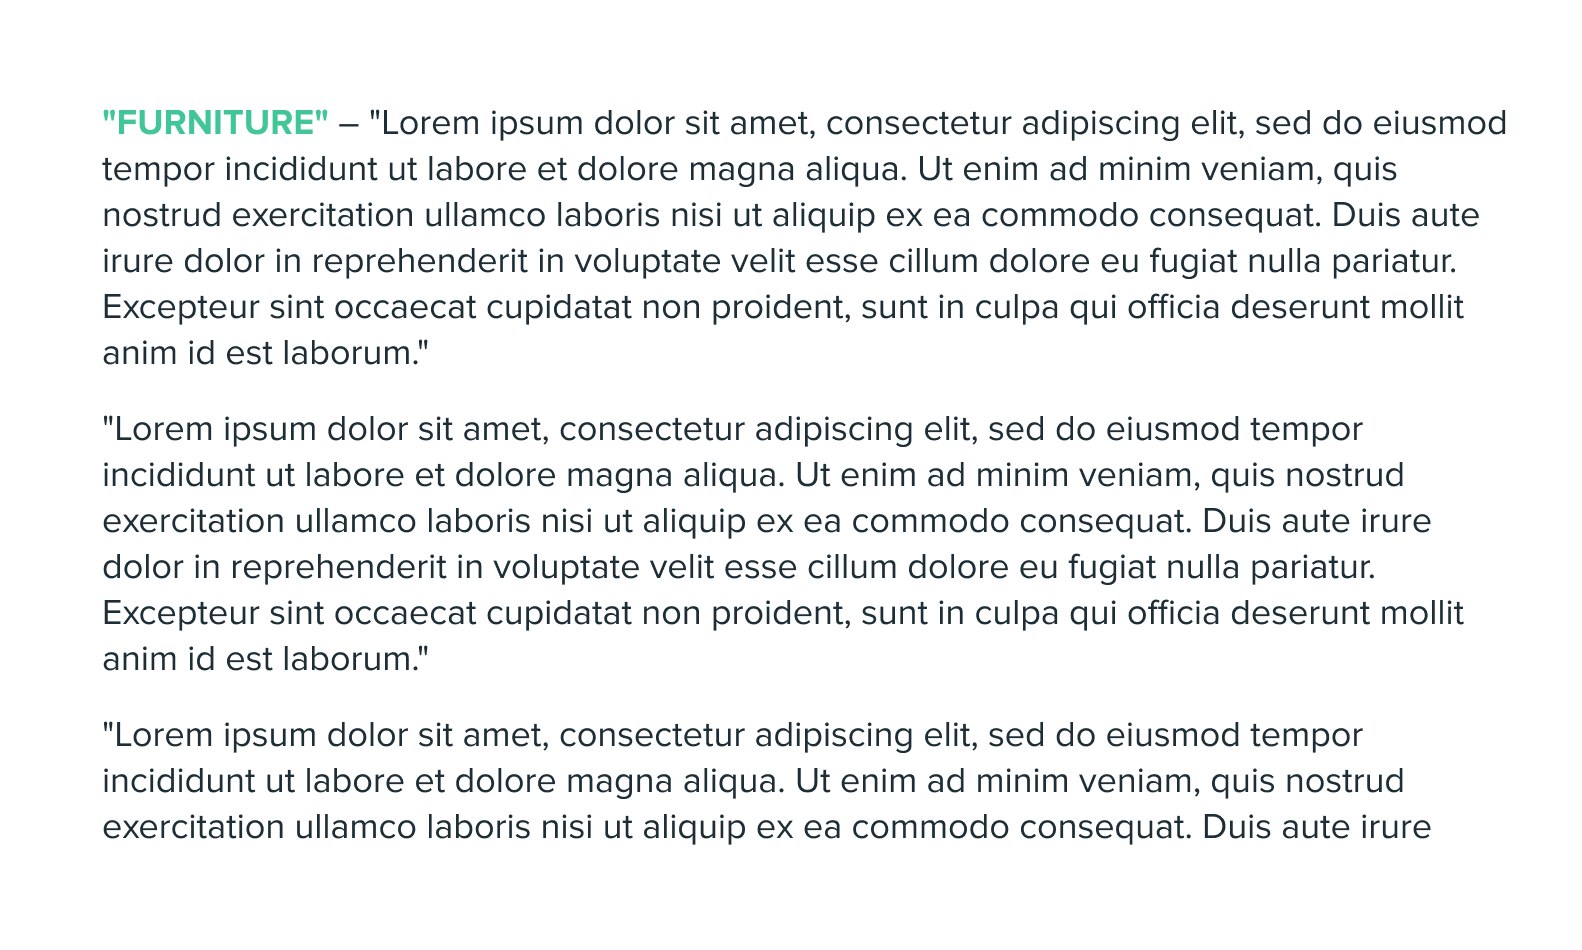 "FURNITURE" – "Lorem ipsum dolor sit amet, consectetur adipiscing elit, sed do eiusmod
tempor incididunt ut labore et dolore magna aliqua. Ut enim ad minim veniam, quis
nostrud exercitation ullamco laboris nisi ut aliquip ex ea commodo consequat. Duis aute
irure dolor in reprehenderit in voluptate velit esse cillum dolore eu fugiat nulla pariatur.
Excepteur sint occaecat cupidatat non proident, sunt in culpa qui officia deserunt mollit
anim id est laborum."
"Lorem ipsum dolor sit amet, consectetur adipiscing elit, sed do eiusmod tempor
incididunt ut labore et dolore magna aliqua. Ut enim ad minim veniam, quis nostrud
exercitation ullamco laboris nisi ut aliquip ex ea commodo consequat. Duis aute irure
dolor in reprehenderit in voluptate velit esse cillum dolore eu fugiat nulla pariatur.
Excepteur sint occaecat cupidatat non proident, sunt in culpa qui officia deserunt mollit
anim id est laborum."
"Lorem ipsum dolor sit amet, consectetur adipiscing elit, sed do eiusmod tempor
incididunt ut labore et dolore magna aliqua. Ut enim ad minim veniam, quis nostrud
exercitation ullamco laboris nisi ut aliquip ex ea commodo consequat. Duis aute irure